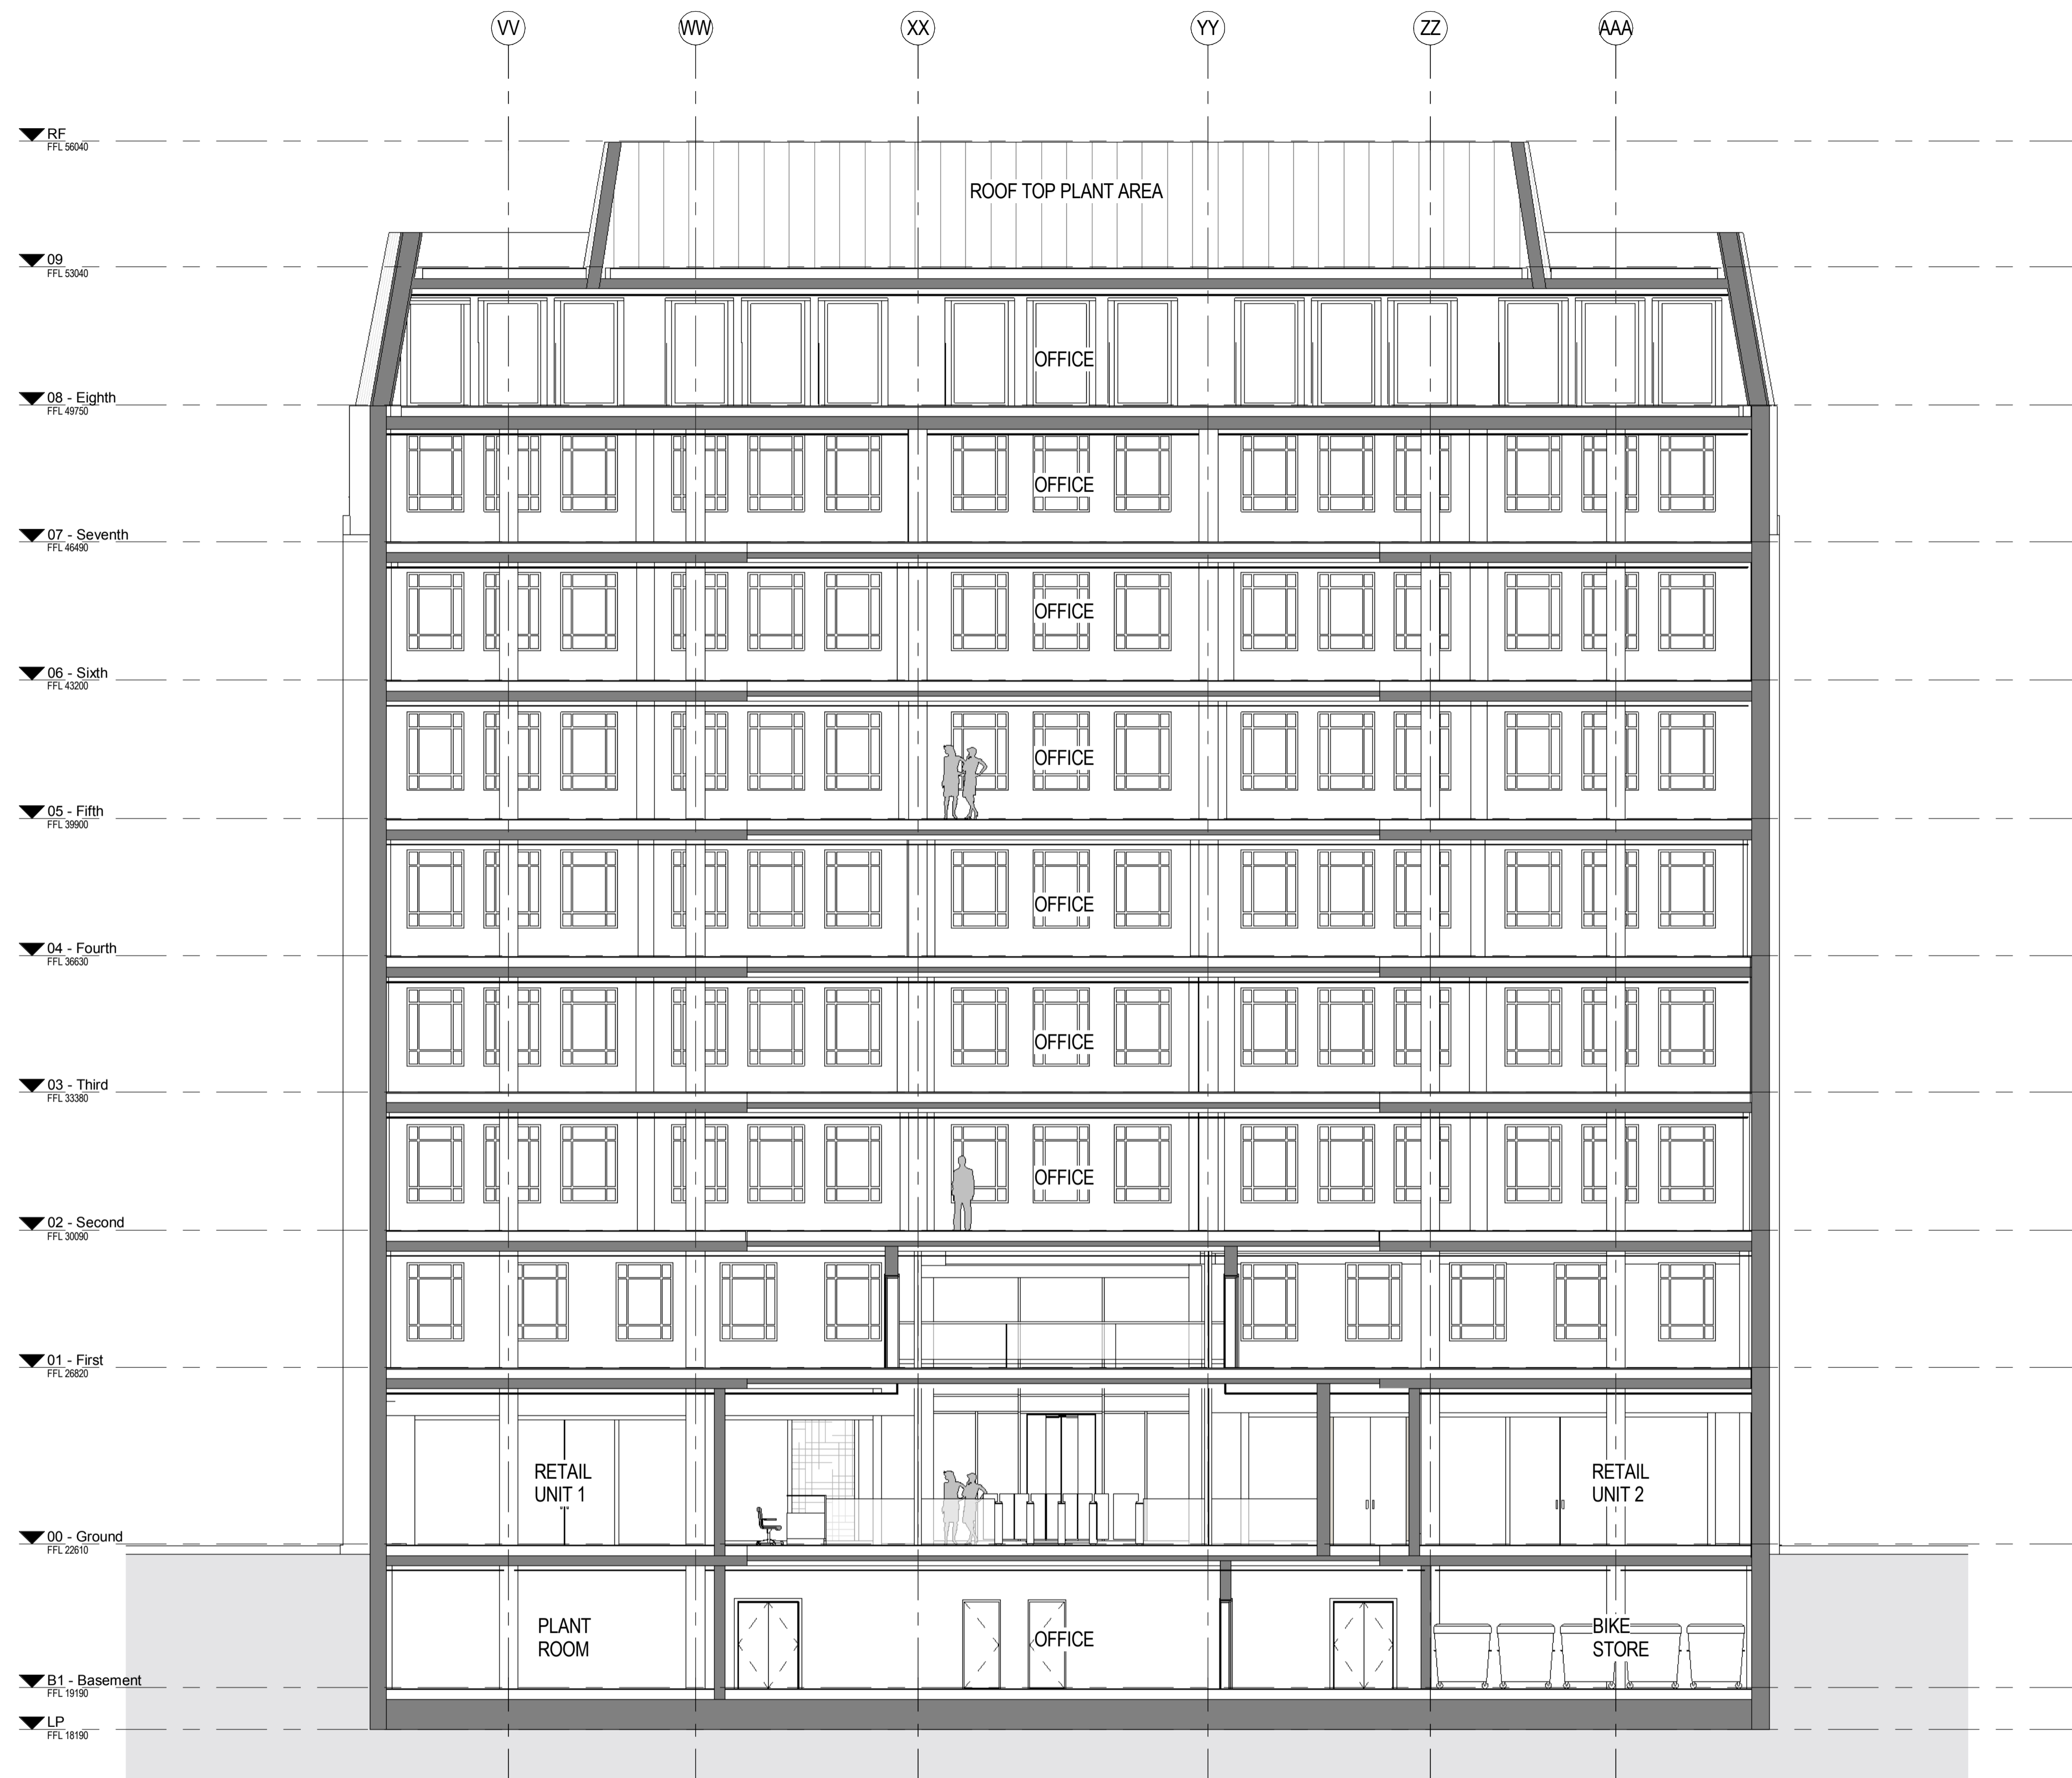 VV
WW
XX
YY
ZZ
AAA
RF
FFL 56040
ROOF TOP PLANT AREA
09
FFL 53040
OFFICE
08 - Eighth
FFL 49750
OFFICE
07 - Seventh
FFL 46490
OFFICE
06 - Sixth
FFL 43200
OFFICE
05 - Fifth
FFL 39900
OFFICE
04 - Fourth
FFL 36630
OFFICE
03 - Third
FFL 33380
OFFICE
02 - Second
FFL 30090
01 - First
FFL 26820
RETAIL
UNIT 1
RETAIL
UNIT 2
00 - Ground
FFL 22610
PLANT
ROOM
OFFICE
BIKE
STORE
B1 - Basement
FFL 19190
LP
FFL 18190